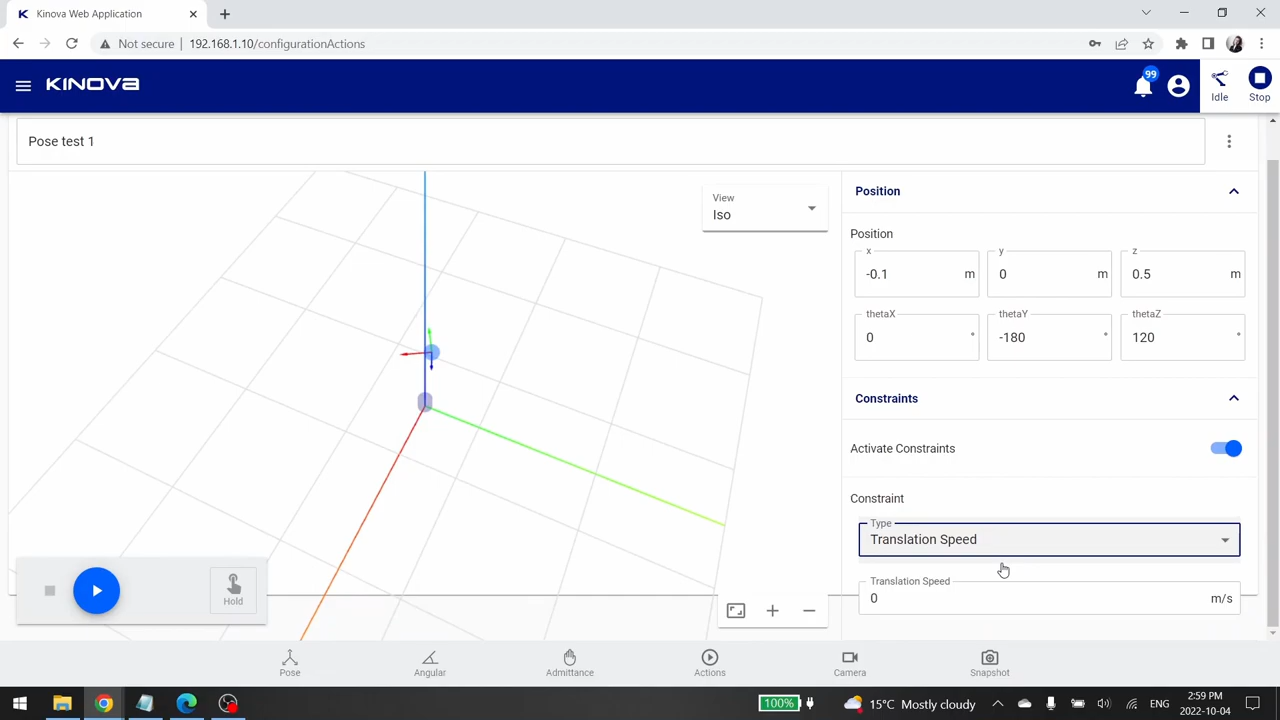 Kinova Web Application
Not secure 192.168.1.10/configurationActions
KINOVA
99
Idle
Stop
Pose test 1
View
Iso
Position
Position
x
-0.1 m
y
0 m
z
0.5 m
thetaX
0 °
thetaY
-180 °
thetaZ
120 °
Constraints
Activate Constraints
Constraint
Type
Translation Speed
Translation Speed
0 m/s
Hold
Pose
Angular
Admittance
Actions
Camera
Snapshot
100%
15°C Mostly cloudy
ENG
2:59 PM
2022-10-04